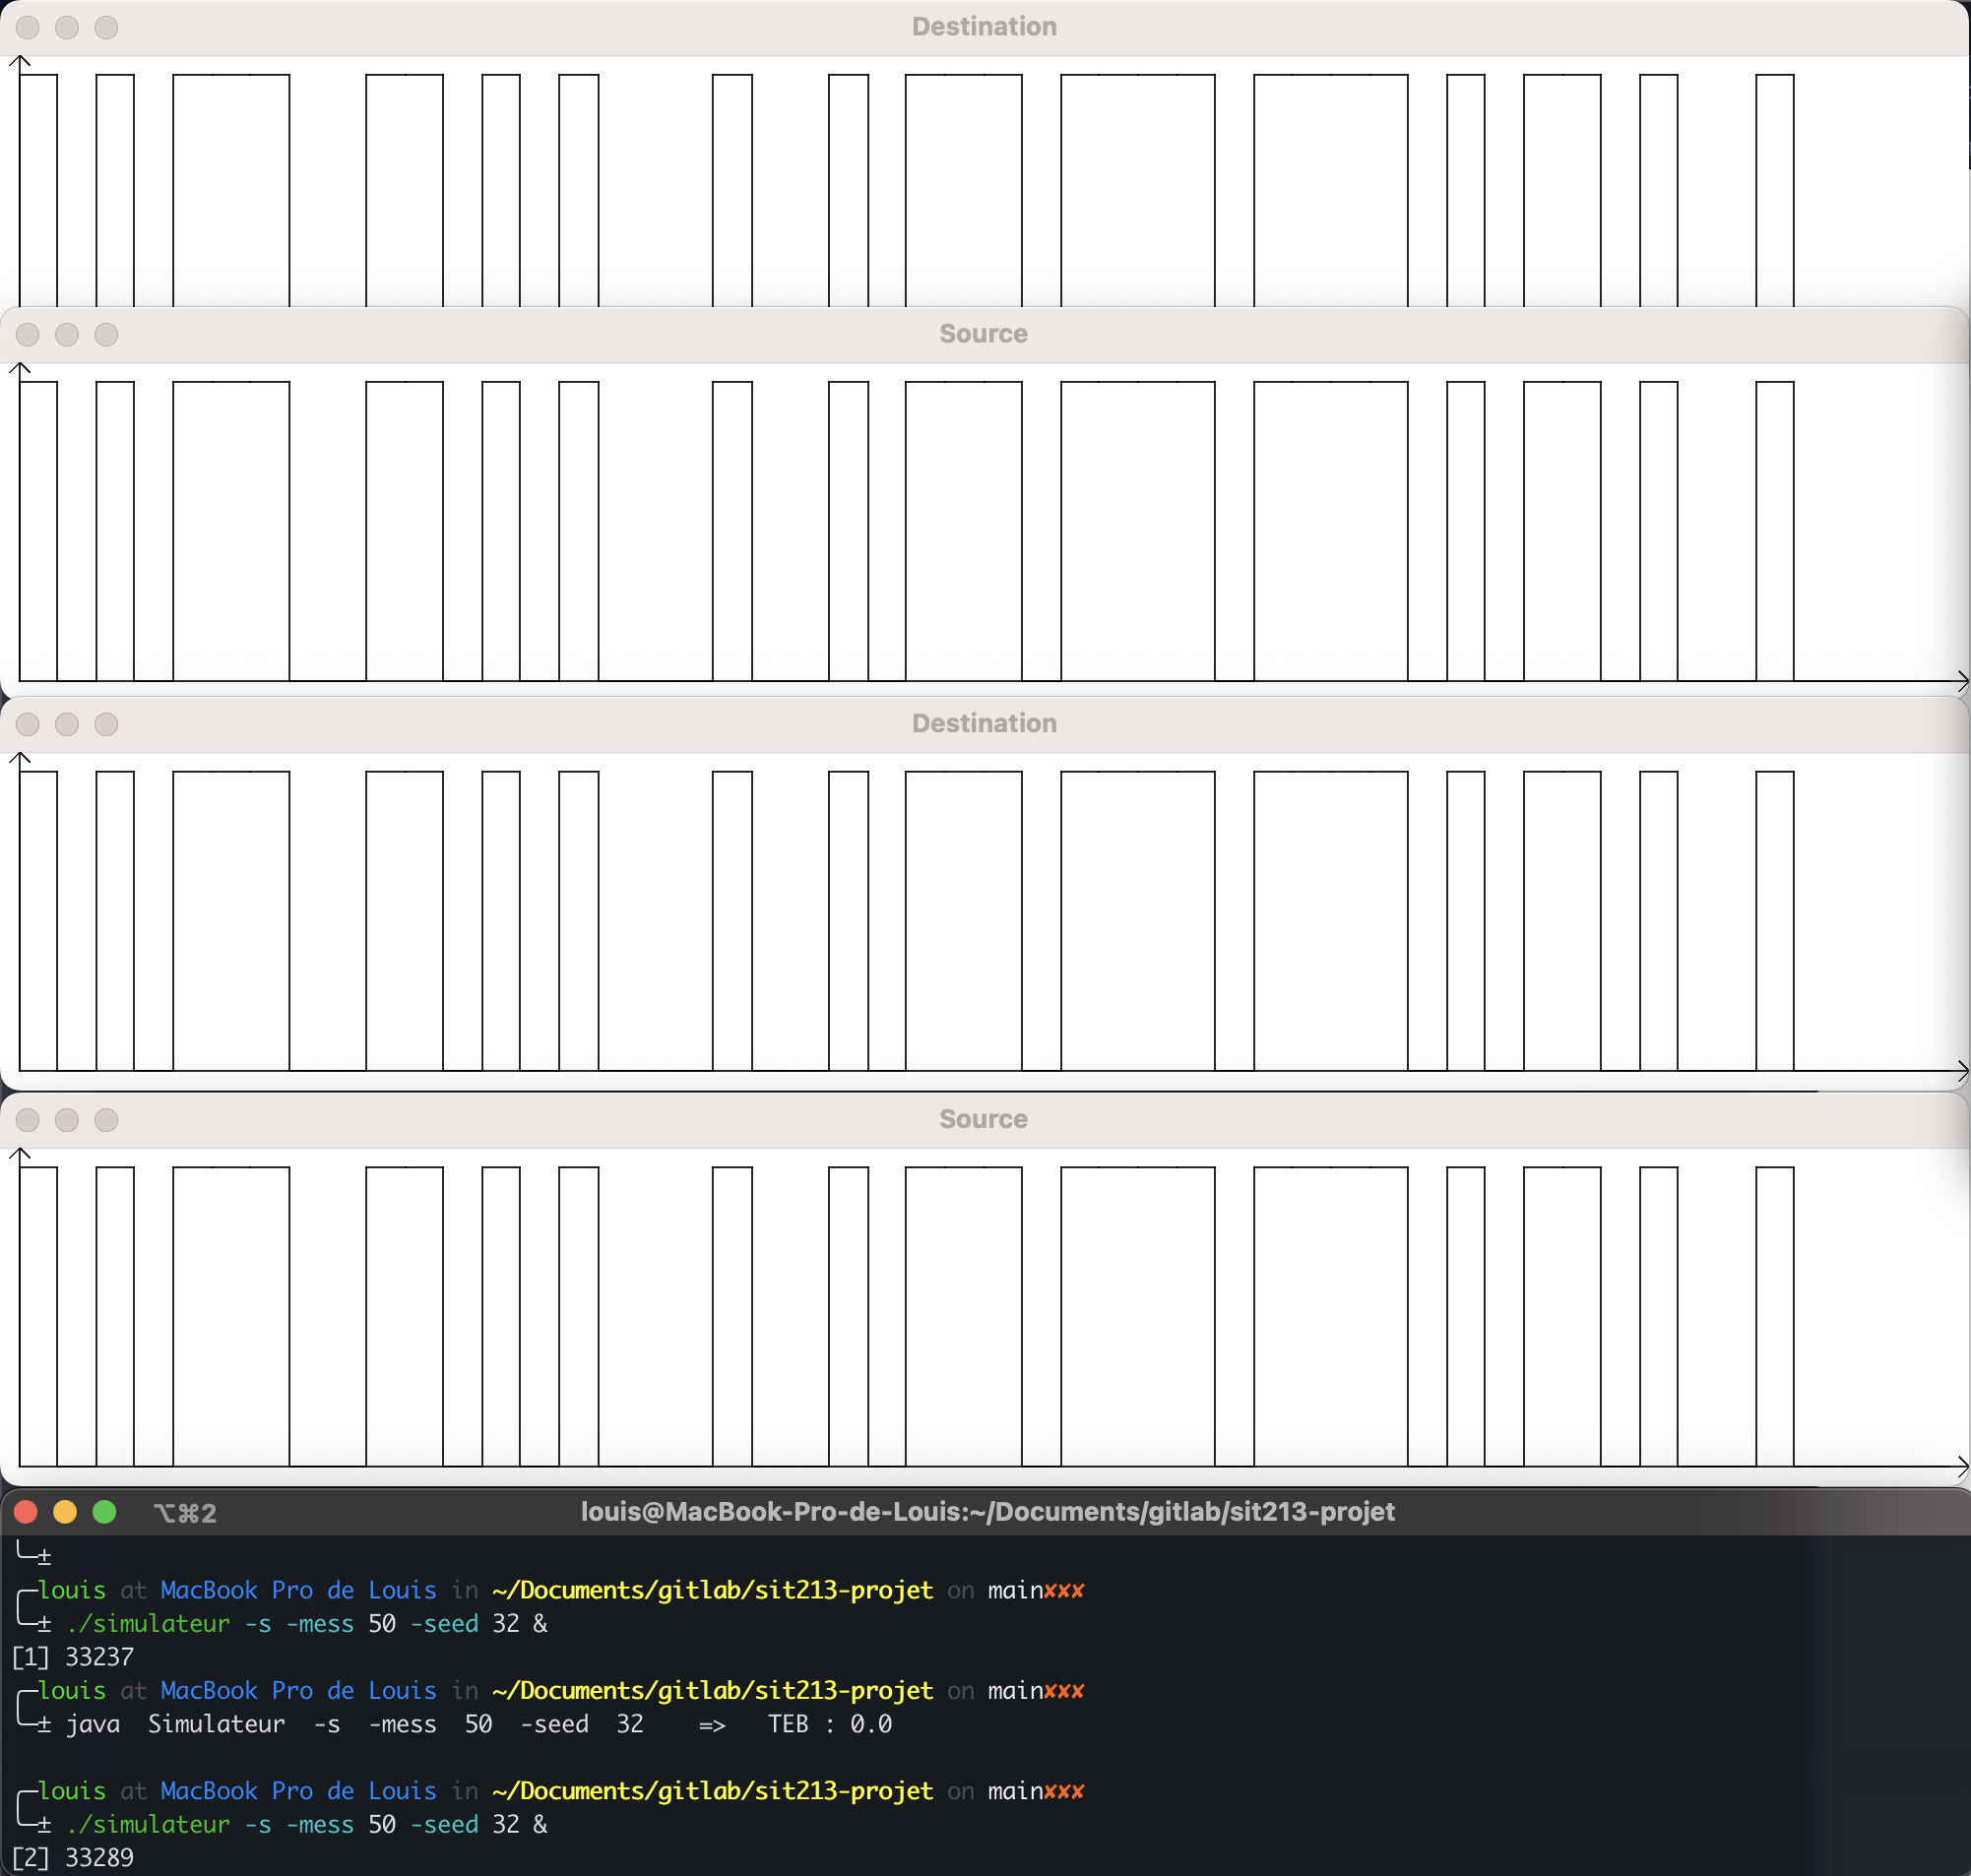 Destination
Source
Destination
Source
⌥⌘2 louis@MacBook-Pro-de-Louis:~/Documents/gitlab/sit213-projet
╰─±
╭─louis at MacBook Pro de Louis in ~/Documents/gitlab/sit213-projet on main✘✘✘
╰─± ./simulateur -s -mess 50 -seed 32 &
[1] 33237
╭─louis at MacBook Pro de Louis in ~/Documents/gitlab/sit213-projet on main✘✘✘
╰─± java  Simulateur  -s  -mess  50  -seed  32    =>   TEB : 0.0
╭─louis at MacBook Pro de Louis in ~/Documents/gitlab/sit213-projet on main✘✘✘
╰─± ./simulateur -s -mess 50 -seed 32 &
[2] 33289